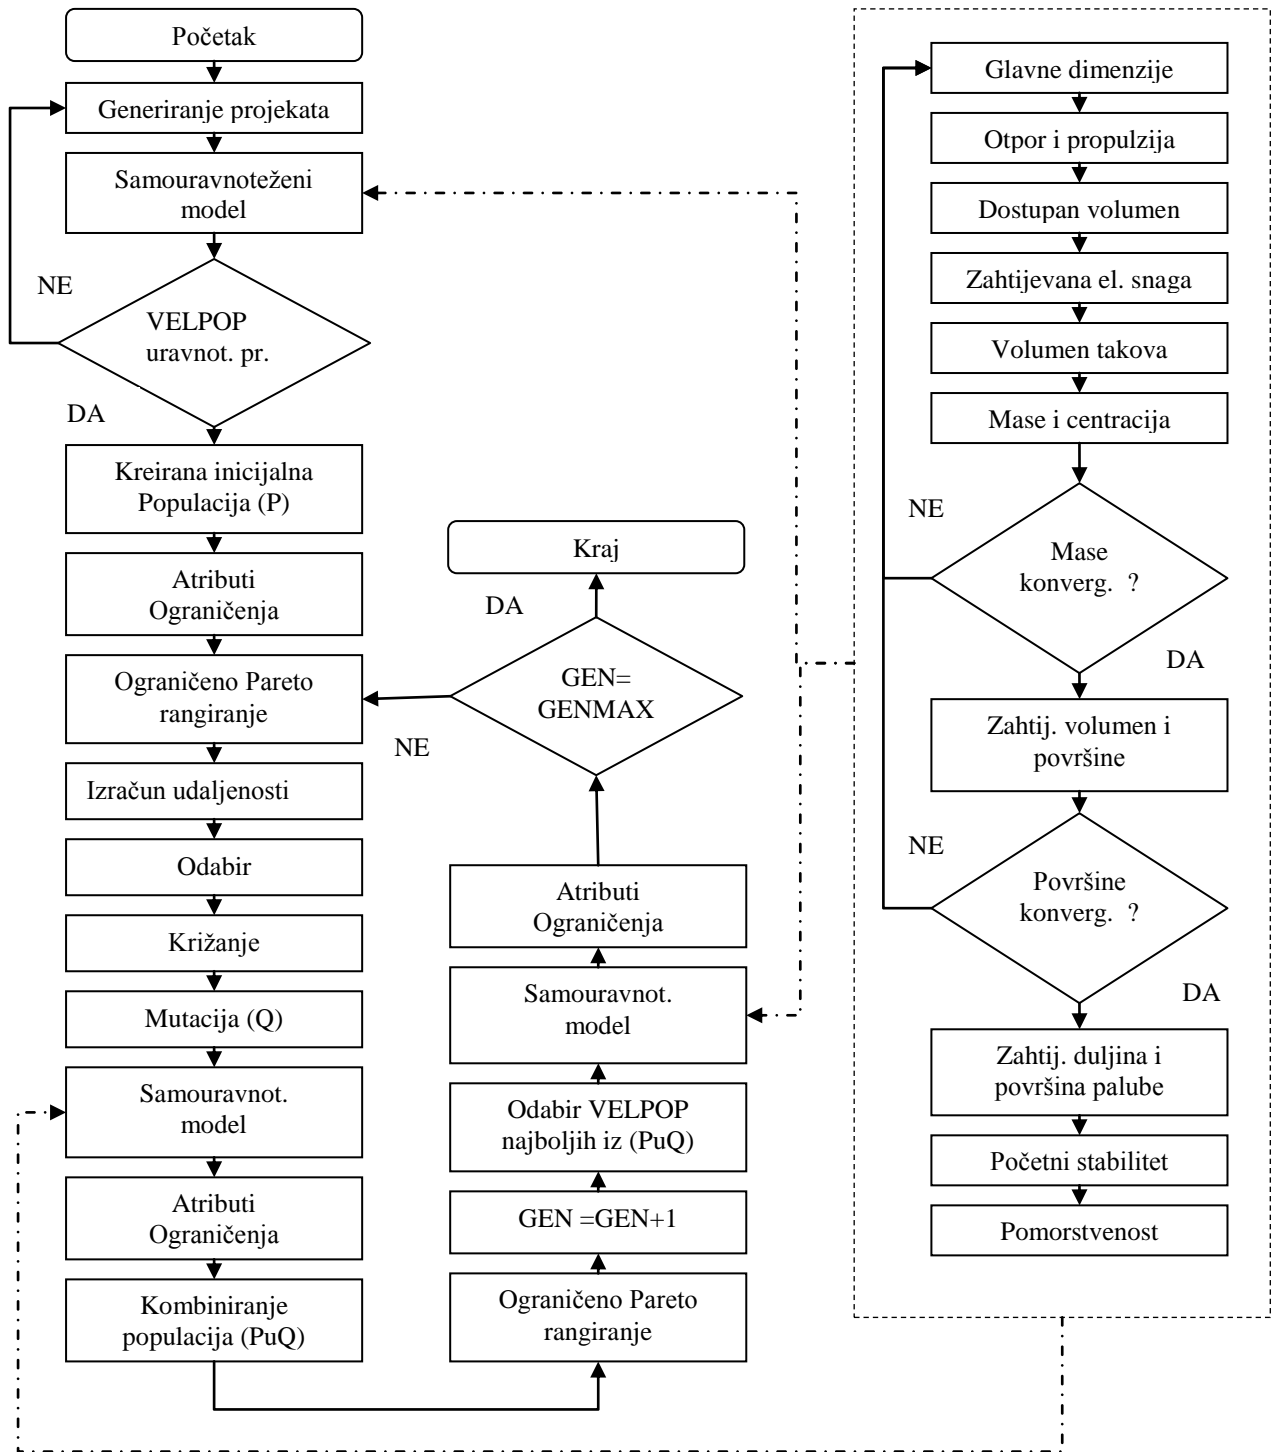 Početak
Generiranje projekata
Samouravnoteženi
model
NE
VELPOP
uravnot. pr.
DA
Kreirana inicijalna
Populacija (P)
Atributi
Ograničenja
Ograničeno Pareto
rangiranje
Izračun udaljenosti
Odabir
Križanje
Mutacija (Q)
Samouravnot.
model
Atributi
Ograničenja
Kombiniranje
populacija (PuQ)
Kraj
DA
GEN=
GENMAX
NE
Atributi
Ograničenja
Samouravnot.
model
Odabir VELPOP
najboljih iz (PuQ)
GEN =GEN+1
Ograničeno Pareto
rangiranje
Glavne dimenzije
Otpor i propulzija
Dostupan volumen
Zahtijevana el. snaga
Volumen takova
Mase i centracija
NE
Mase
konverg. ?
DA
Zahtij. volumen i
površine
NE
Površine
konverg. ?
DA
Zahtij. duljina i
površina palube
Početni stabilitet
Pomorstvenost